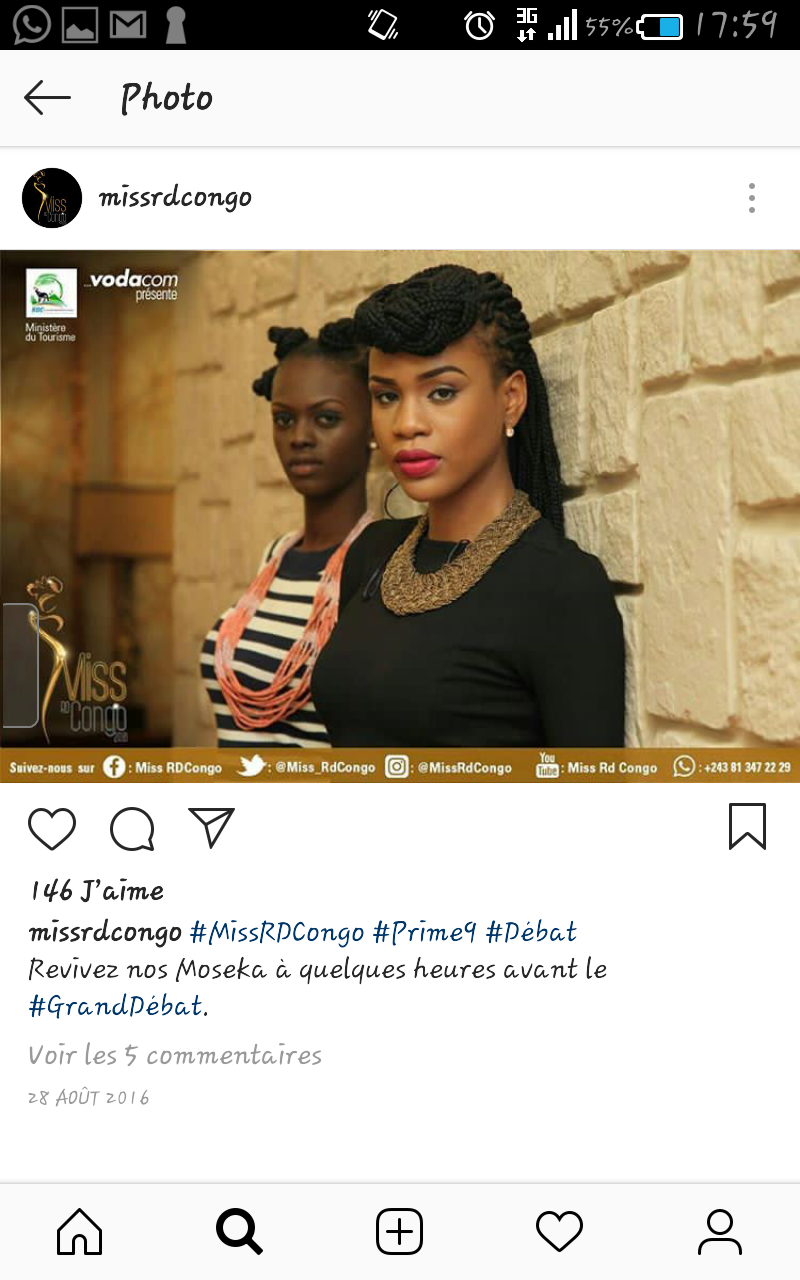 3G 55% 17:59
Photo
missrdcongo
Ministère
du Tourisme
...vodacom
présente
Miss
RD
Congo
Suivez-nous sur f : Miss RDCongo : @Miss_RdCongo : @MissRdCongo You Tube : Miss Rd Congo : +243 81 347 22 29
146 J'aime
missrdcongo #MissRDCongo #Prime9 #Débat
Revivez nos Moseka à quelques heures avant le
#GrandDébat.
Voir les 5 commentaires
28 AOÛT 2016